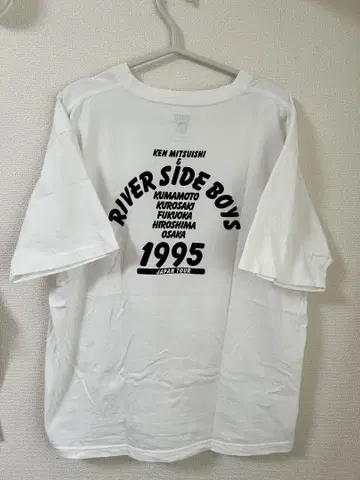 KEN MITSUISHI
&
RIVER SIDE BOYS
KUMAMOTO
KUROSAKI
FUKUOKA
HIROSHIMA
OSAKA
1995
JAPAN TOUR